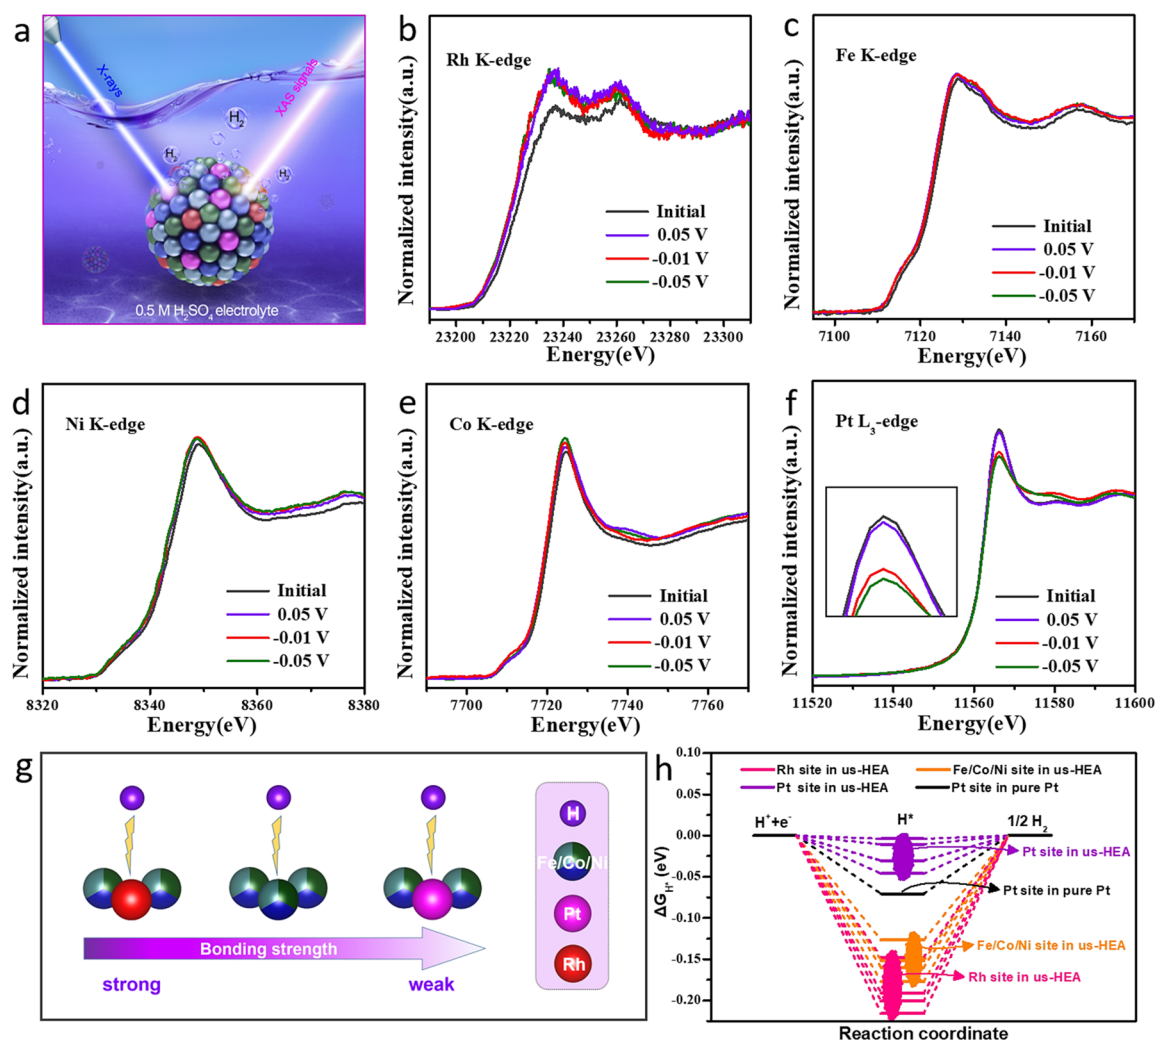 a
X-rays
XAS signals
H2
H2
H2
0.5 M H2SO4 electrolyte
b
Rh K-edge
Normalized intensity(a.u.)
Initial
0.05 V
-0.01 V
-0.05 V
23200 23220 23240 23260 23280 23300
Energy(eV)
c
Fe K-edge
Normalized intensity(a.u.)
Initial
0.05 V
-0.01 V
-0.05 V
7100 7120 7140 7160
Energy(eV)
d
Ni K-edge
Normalized intensity(a.u.)
Initial
0.05 V
-0.01 V
-0.05 V
8320 8340 8360 8380
Energy(eV)
e
Co K-edge
Normalized intensity(a.u.)
Initial
0.05 V
-0.01 V
-0.05 V
7700 7720 7740 7760
Energy(eV)
f
Pt L3-edge
Normalized intensity(a.u.)
Initial
0.05 V
-0.01 V
-0.05 V
11520 11540 11560 11580 11600
Energy(eV)
g
H
Fe/Co/Ni
Pt
Rh
Bonding strength
strong weak
h
0.10
0.05
0.00
-0.05
-0.10
-0.15
-0.20
ΔGH* (eV)
Rh site in us-HEA
Fe/Co/Ni site in us-HEA
Pt site in us-HEA
Pt site in pure Pt
H+ +e-
H*
1/2 H2
Pt site in us-HEA
Pt site in pure Pt
Fe/Co/Ni site in us-HEA
Rh site in us-HEA
Reaction coordinate